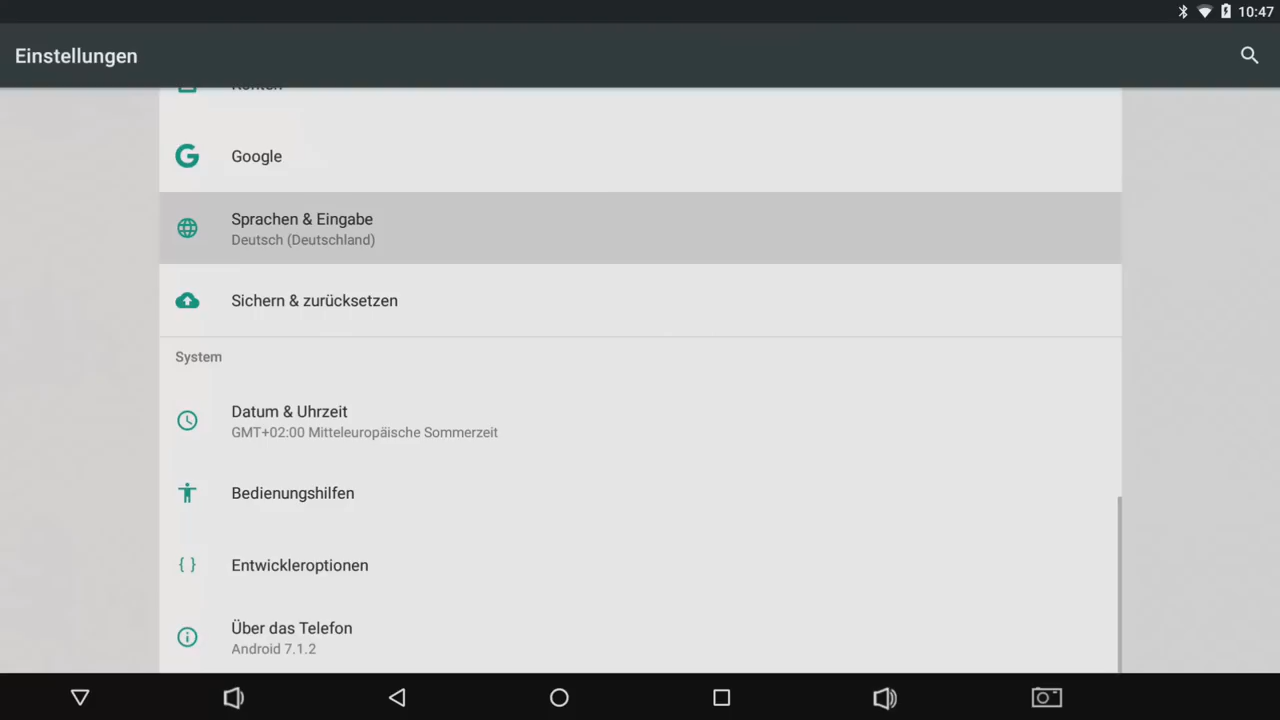 10:47
Einstellungen
Konten
Google
Sprachen & Eingabe
Deutsch (Deutschland)
Sichern & zurücksetzen
System
Datum & Uhrzeit
GMT+02:00 Mitteleuropäische Sommerzeit
Bedienungshilfen
{ } Entwickleroptionen
Über das Telefon
Android 7.1.2